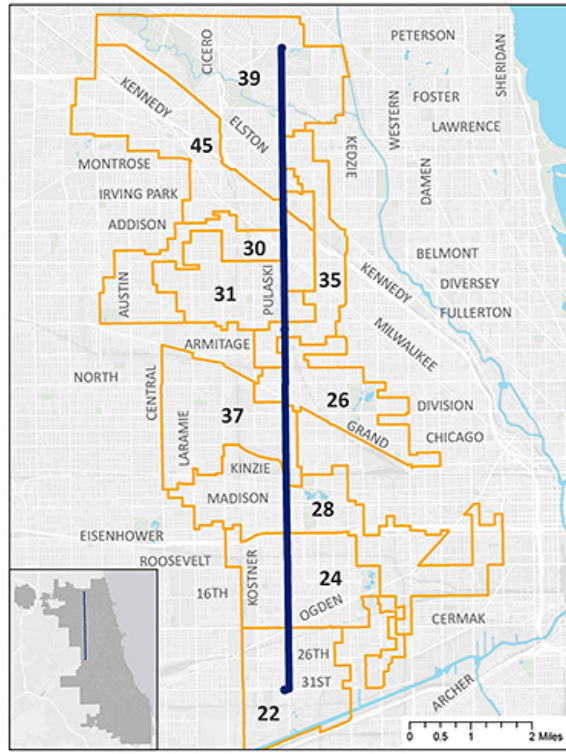 PETERSON
SHERIDAN
CICERO
39
KENNEDY
FOSTER
WESTERN
ELSTON
LAWRENCE
45
KEDZIE
MONTROSE
DAMEN
IRVING PARK
ADDISON
30
BELMONT
35
KENNEDY
AUSTIN
31
PULASKI
DIVERSEY
FULLERTON
ARMITAGE
MILWAUKEE
NORTH
CENTRAL
26
DIVISION
37
LARAMIE
GRAND
CHICAGO
KINZIE
MADISON
28
EISENHOWER
ROOSEVELT
24
16TH
KOSTNER
OGDEN
CERMAK
26TH
31ST
ARCHER
22
0 0.5 1 2 Miles